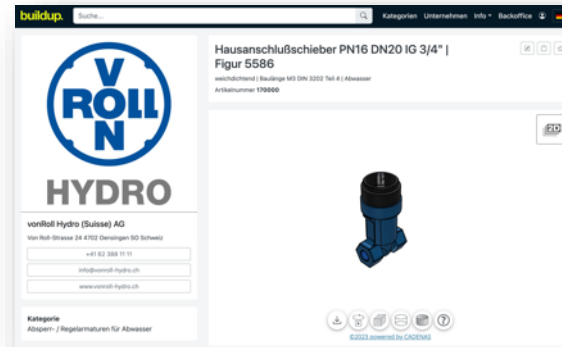 buildup.
Suche...
Kategorien Unternehmen Info Backoffice
Hausanschlußschieber PN16 DN20 IG 3/4" |
Figur 5586
weichdichtend | Baulänge M3 DIN 3202 Teil 4 | Abwasser
Artikelnummer 170000
V
ROLL
N
HYDRO
2D
vonRoll Hydro (Suisse) AG
Von Roll-Strasse 24 4702 Oensingen SO Schweiz
+41 62 388 11 11
info@vonroll-hydro.ch
www.vonroll-hydro.ch
Kategorie
Absperr- / Regelarmaturen für Abwasser
©2023 powered by CADENAS